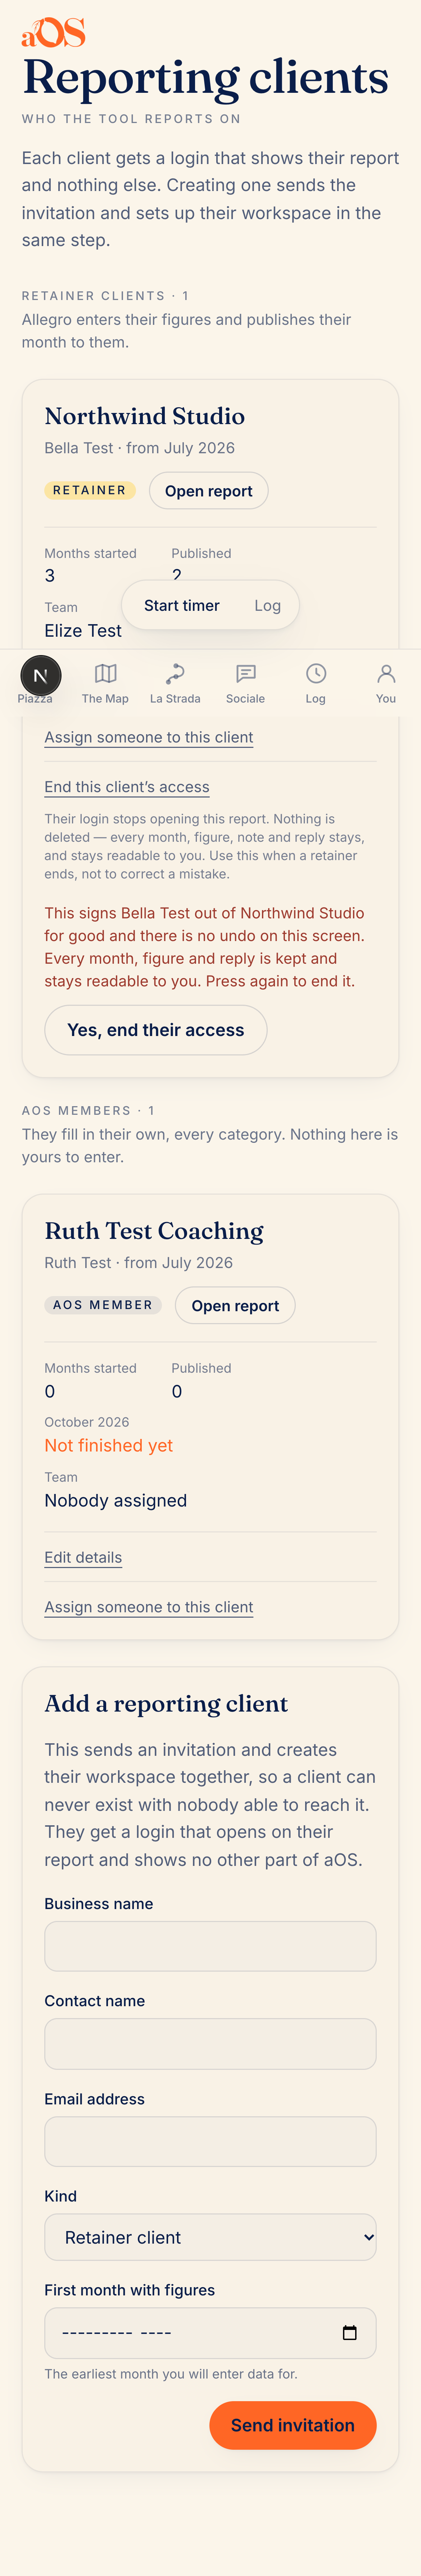 aOS
Reporting clients
WHO THE TOOL REPORTS ON
Each client gets a login that shows their report
and nothing else. Creating one sends the
invitation and sets up their workspace in the
same step.
RETAINER CLIENTS · 1
Allegro enters their figures and publishes their
month to them.
Northwind Studio
Bella Test · from July 2026
RETAINER
Open report
Months started
Published
3
2
Team
Elize Test
Start timer
Log
N
Piazza
The Map
La Strada
Sociale
Log
You
Assign someone to this client
End this client’s access
Their login stops opening this report. Nothing is
deleted — every month, figure, note and reply stays,
and stays readable to you. Use this when a retainer
ends, not to correct a mistake.
This signs Bella Test out of Northwind Studio
for good and there is no undo on this screen.
Every month, figure and reply is kept and
stays readable to you. Press again to end it.
Yes, end their access
AOS MEMBERS · 1
They fill in their own, every category. Nothing here is
yours to enter.
Ruth Test Coaching
Ruth Test · from July 2026
AOS MEMBER
Open report
Months started
Published
0
0
October 2026
Not finished yet
Team
Nobody assigned
Edit details
Assign someone to this client
Add a reporting client
This sends an invitation and creates
their workspace together, so a client can
never exist with nobody able to reach it.
They get a login that opens on their
report and shows no other part of aOS.
Business name
Contact name
Email address
Kind
Retainer client
First month with figures
--------- ----
The earliest month you will enter data for.
Send invitation